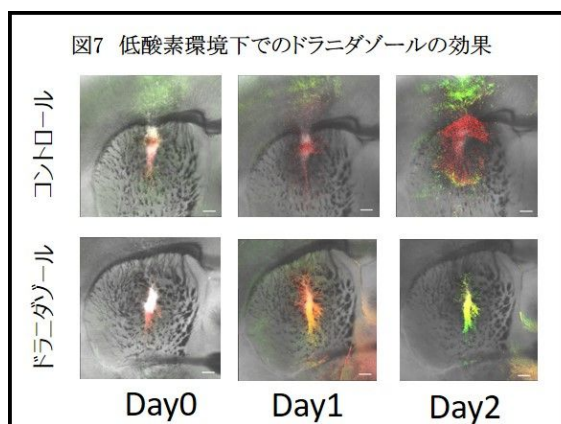 図7 低酸素環境下でのドラニダゾールの効果
コントロール
ドラニダゾール
Day0
Day1
Day2